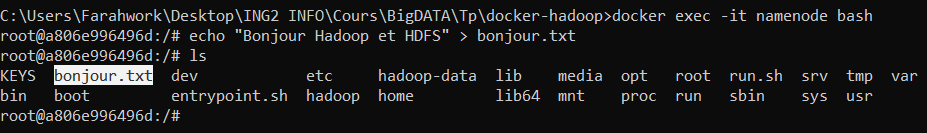 C:\Users\Farahwork\Desktop\ING2 INFO\Cours\BigDATA\Tp\docker-hadoop>docker exec -it namenode bash
root@a806e996496d:/# echo "Bonjour Hadoop et HDFS" > bonjour.txt
root@a806e996496d:/# ls
KEYS  bonjour.txt  dev            etc     hadoop-data  lib    media  opt   root  run.sh  srv  tmp  var
bin   boot         entrypoint.sh  hadoop  home         lib64  mnt    proc  run   sbin    sys  usr
root@a806e996496d:/#